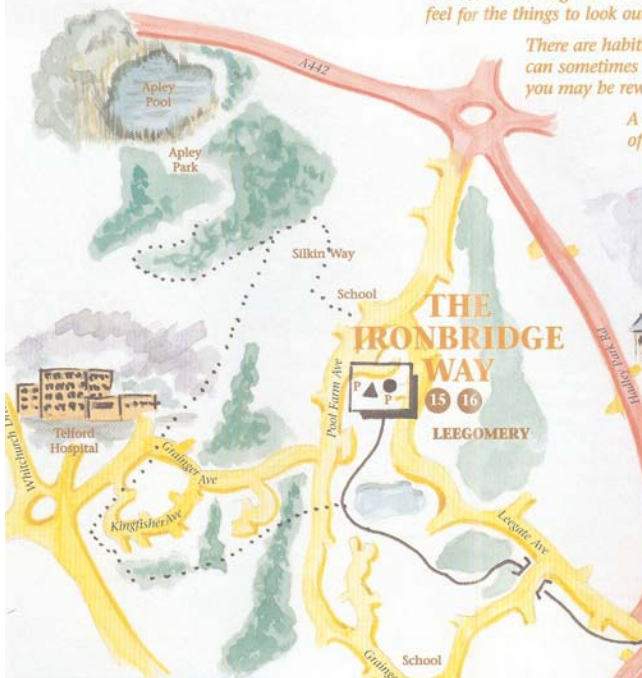 feel for the things to look ou
There are habit
can sometimes
you may be rew
A
of
A442
Apley
Pool
Apley
Park
Silkin Way
School
THE
IRONBRIDGE
WAY
15 16
LEEGOMERY
P
P
Pool Farm Ave
Hadley Park Rd
Telford
Hospital
Whitchurch
Grainger
Ave
Kingfisher Ave
Leegate Ave
School
Grainge